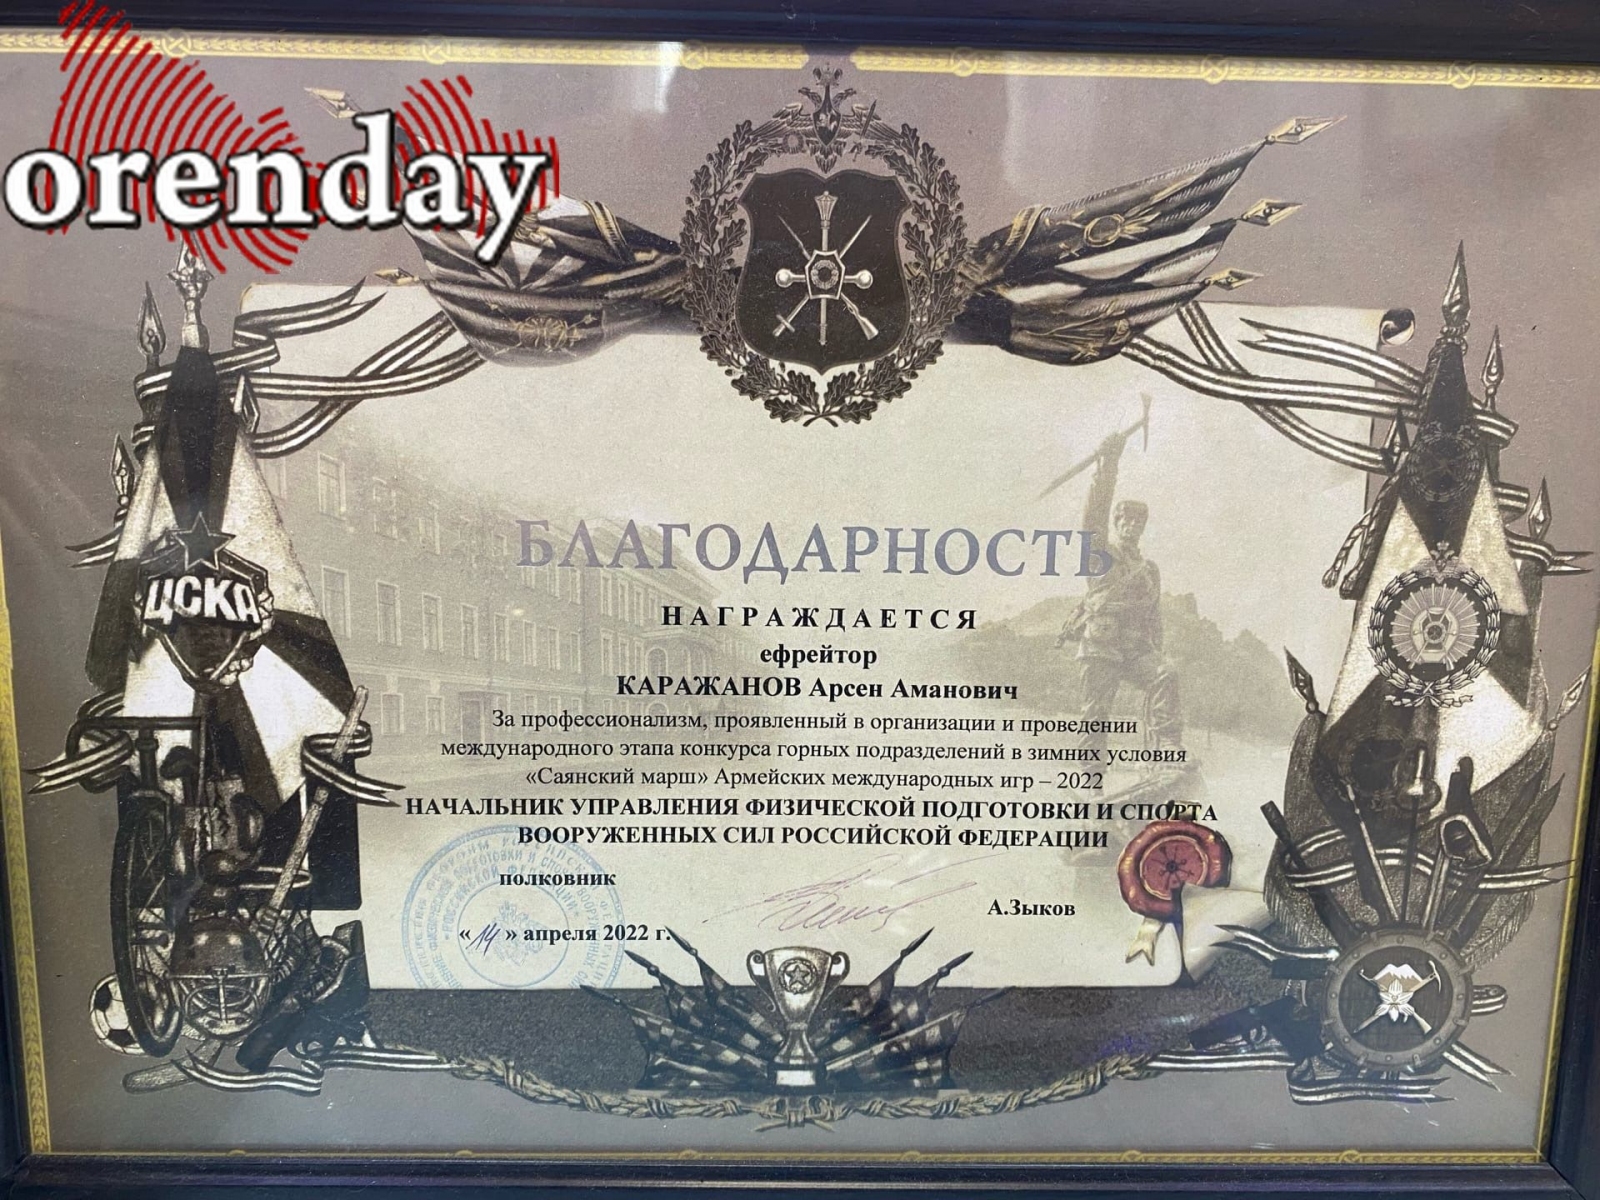 orenday
ЦСКА
БЛАГОДАРНОСТЬ
НАГРАЖДАЕТСЯ
ефрейтор
КАРАЖАНОВ Арсен Аманович
За профессионализм, проявленный в организации и проведении
международного этапа конкурса горных подразделений в зимних условия
«Саянский марш» Армейских международных игр – 2022
НАЧАЛЬНИК УПРАВЛЕНИЯ ФИЗИЧЕСКОЙ ПОДГОТОВКИ И СПОРТА
ВООРУЖЕННЫХ СИЛ РОССИЙСКОЙ ФЕДЕРАЦИИ
полковник
А.Зыков
«14» апреля 2022 г.